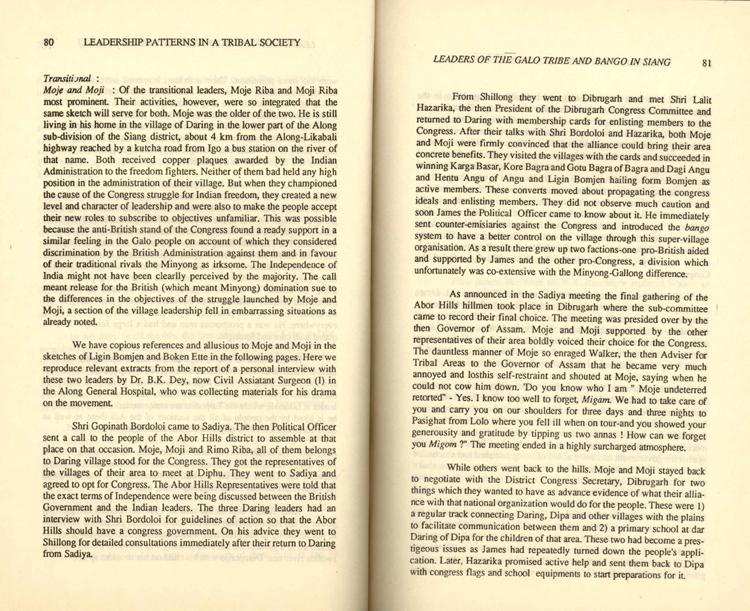 80 LEADERSHIP PATTERNS IN A TRIBAL SOCIETY
Transitional :
Moje and Moji : Of the transitional leaders, Moje Riba and Moji Riba
most prominent. Their activities, however, were so integrated that the
same sketch will serve for both. Moje was the older of the two. He is still
living in his home in the village of Daring in the lower part of the Along
sub-division of the Siang district, about 4 km from the Along-Likabali
highway reached by a kutcha road from Igo a bus station on the river of
that name. Both received copper plaques awarded by the Indian
Administration to the freedom fighters. Neither of them bad held any high
position in the administration of their village. But when they championed
the cause of the Congress struggle for Indian freedom, they created a new
level and character of leadership and were also to make the people accept
their new roles to subscribe to objectives unfamiliar. This was possible
because the anti-British stand of the Congress found a ready support in a
similar feeling in the Galo people on account of which they considered
discrimination by the British Administration against them and in favour
of their traditional rivals the Minyong as irksome. The Independence of
India might not have been clearlly perceived by the majority. The call
meant release for the British (which meant Minyong) domination sue to
the differences in the objectives of the struggle launched by Moje and
Moji, a section of the village leadership fell in embarrassing situations as
already noted.
We have copious references and allusious to Moje and Moji in the
sketches of Ligin Bomjen and Boken Ette in the following pages. Here we
reproduce relevant extracts from the report of a personal interview with
these two leaders by Dr. B.K. Dey, now Civil Assiatant Surgeon (I) in
the Along General Hospital, who was collecting materials for his drama
on the movement.
Shri Gopinath Bordoloi came to Sadiya. The then Political Officer
sent a call to people of the Abor Hills district to assemble at that
place on that occasion. Moje, Moji and Rimo Riba, all of them belongs
to Daring village stood for the Congress. They got the representatives of
the villages of their area to meet at Diphu. They went to Sadiya and
agreed to opt for Congress. The Abor Hills Representatives were told that
the exact terms of Independence were being discussed between the British
Government and the Indian leaders. The three Daring leaders had an
interview with Shri Bordoloi for guidelines of action so that the Abor
Hills should have a congress government. On his advice they went to
Shillong for detailed consultations immediately after their return to Daring
from Sadiya.
LEADERS OF THE GALO TRIBE AND BANGO IN SIANG 81
From Shillong they went to Dibrugarh and met Shri Lalit
Hazarika, the then President of the Dibrugarh Congress Committee and
returned to Daring with membership cards for enlisting members to the
Congress. After their talks with Shri Bordoloi and Hazarika, both Moje
and Moji were firmly convinced that the alliance could bring their area
concrete benefits. They visited the villages with the cards and succeeded in
winning Karga Basar, Kore Bagra and Gotu Bagra of Bagra and Dagi Angu
and Hentu Angu of Angu and Ligin Bomjen hailing form Bomjen as
active members. These converts moved about propagating the congress
ideals and enlisting members. They did not observe much caution and
soon James the Political Officer came to know about it. He immediately
sent counter-emisiaries against the Congress and introduced the bango
system to have a better control on the village through this super-village
organisation. As a result there grew up two factions-one pro-British aided
and supported by James and the other pro-Congress, a division which
unfortunately was co-extensive with the Minyong-Gallong difference.
As announced in the Sadiya meeting the final gathering of the
Abor Hills hillmen took place in Dibrugarh where the sub-committee
came to record their final choice. The meeting was presided over by the
then Governor of Assam. Moje and Moji supported by the other
representatives of their area boldly voiced their choice for the Congress.
The dauntless manner of Moje so enraged Walker, the then Adviser for
Tribal Areas to the Governor of Assam that he became very much
annoyed and losthis self-restraint and shouted at Moje, saying when he
could not cow him down. 'Do you know who I am " Moje undeterred
retorted" - Yes. I know too well to forget, Migam. We had to take care of
you and carry you on our shoulders for three days and three nights to
Pasighat from Lolo where you fell ill when on tour-and you showed your
generousity and gratitude by tipping us two annas ! How can we forget
you Migom ?" The meeting ended in a highly surcharged atmosphere.
While others went back to the hills. Moje and Moji stayed back
to negotiate with the District Congress Secretary, Dibrugarh for two
things which they wanted to have as advance evidence of what their allia-
nce with that national organization would do for the people. These were 1)
a regular track connecting Daring, Dipa and other villages with the plains
to facilitate communication between them and 2) a primary school at dar
Daring of Dipa for the children of that area. These two had become a pres-
tigeous issues as James had repeatedly turned down the people's appli-
cation. Later, Hazarika promised active help and sent them back to Dipa
with congress flags and school equipments to start preparations for it.